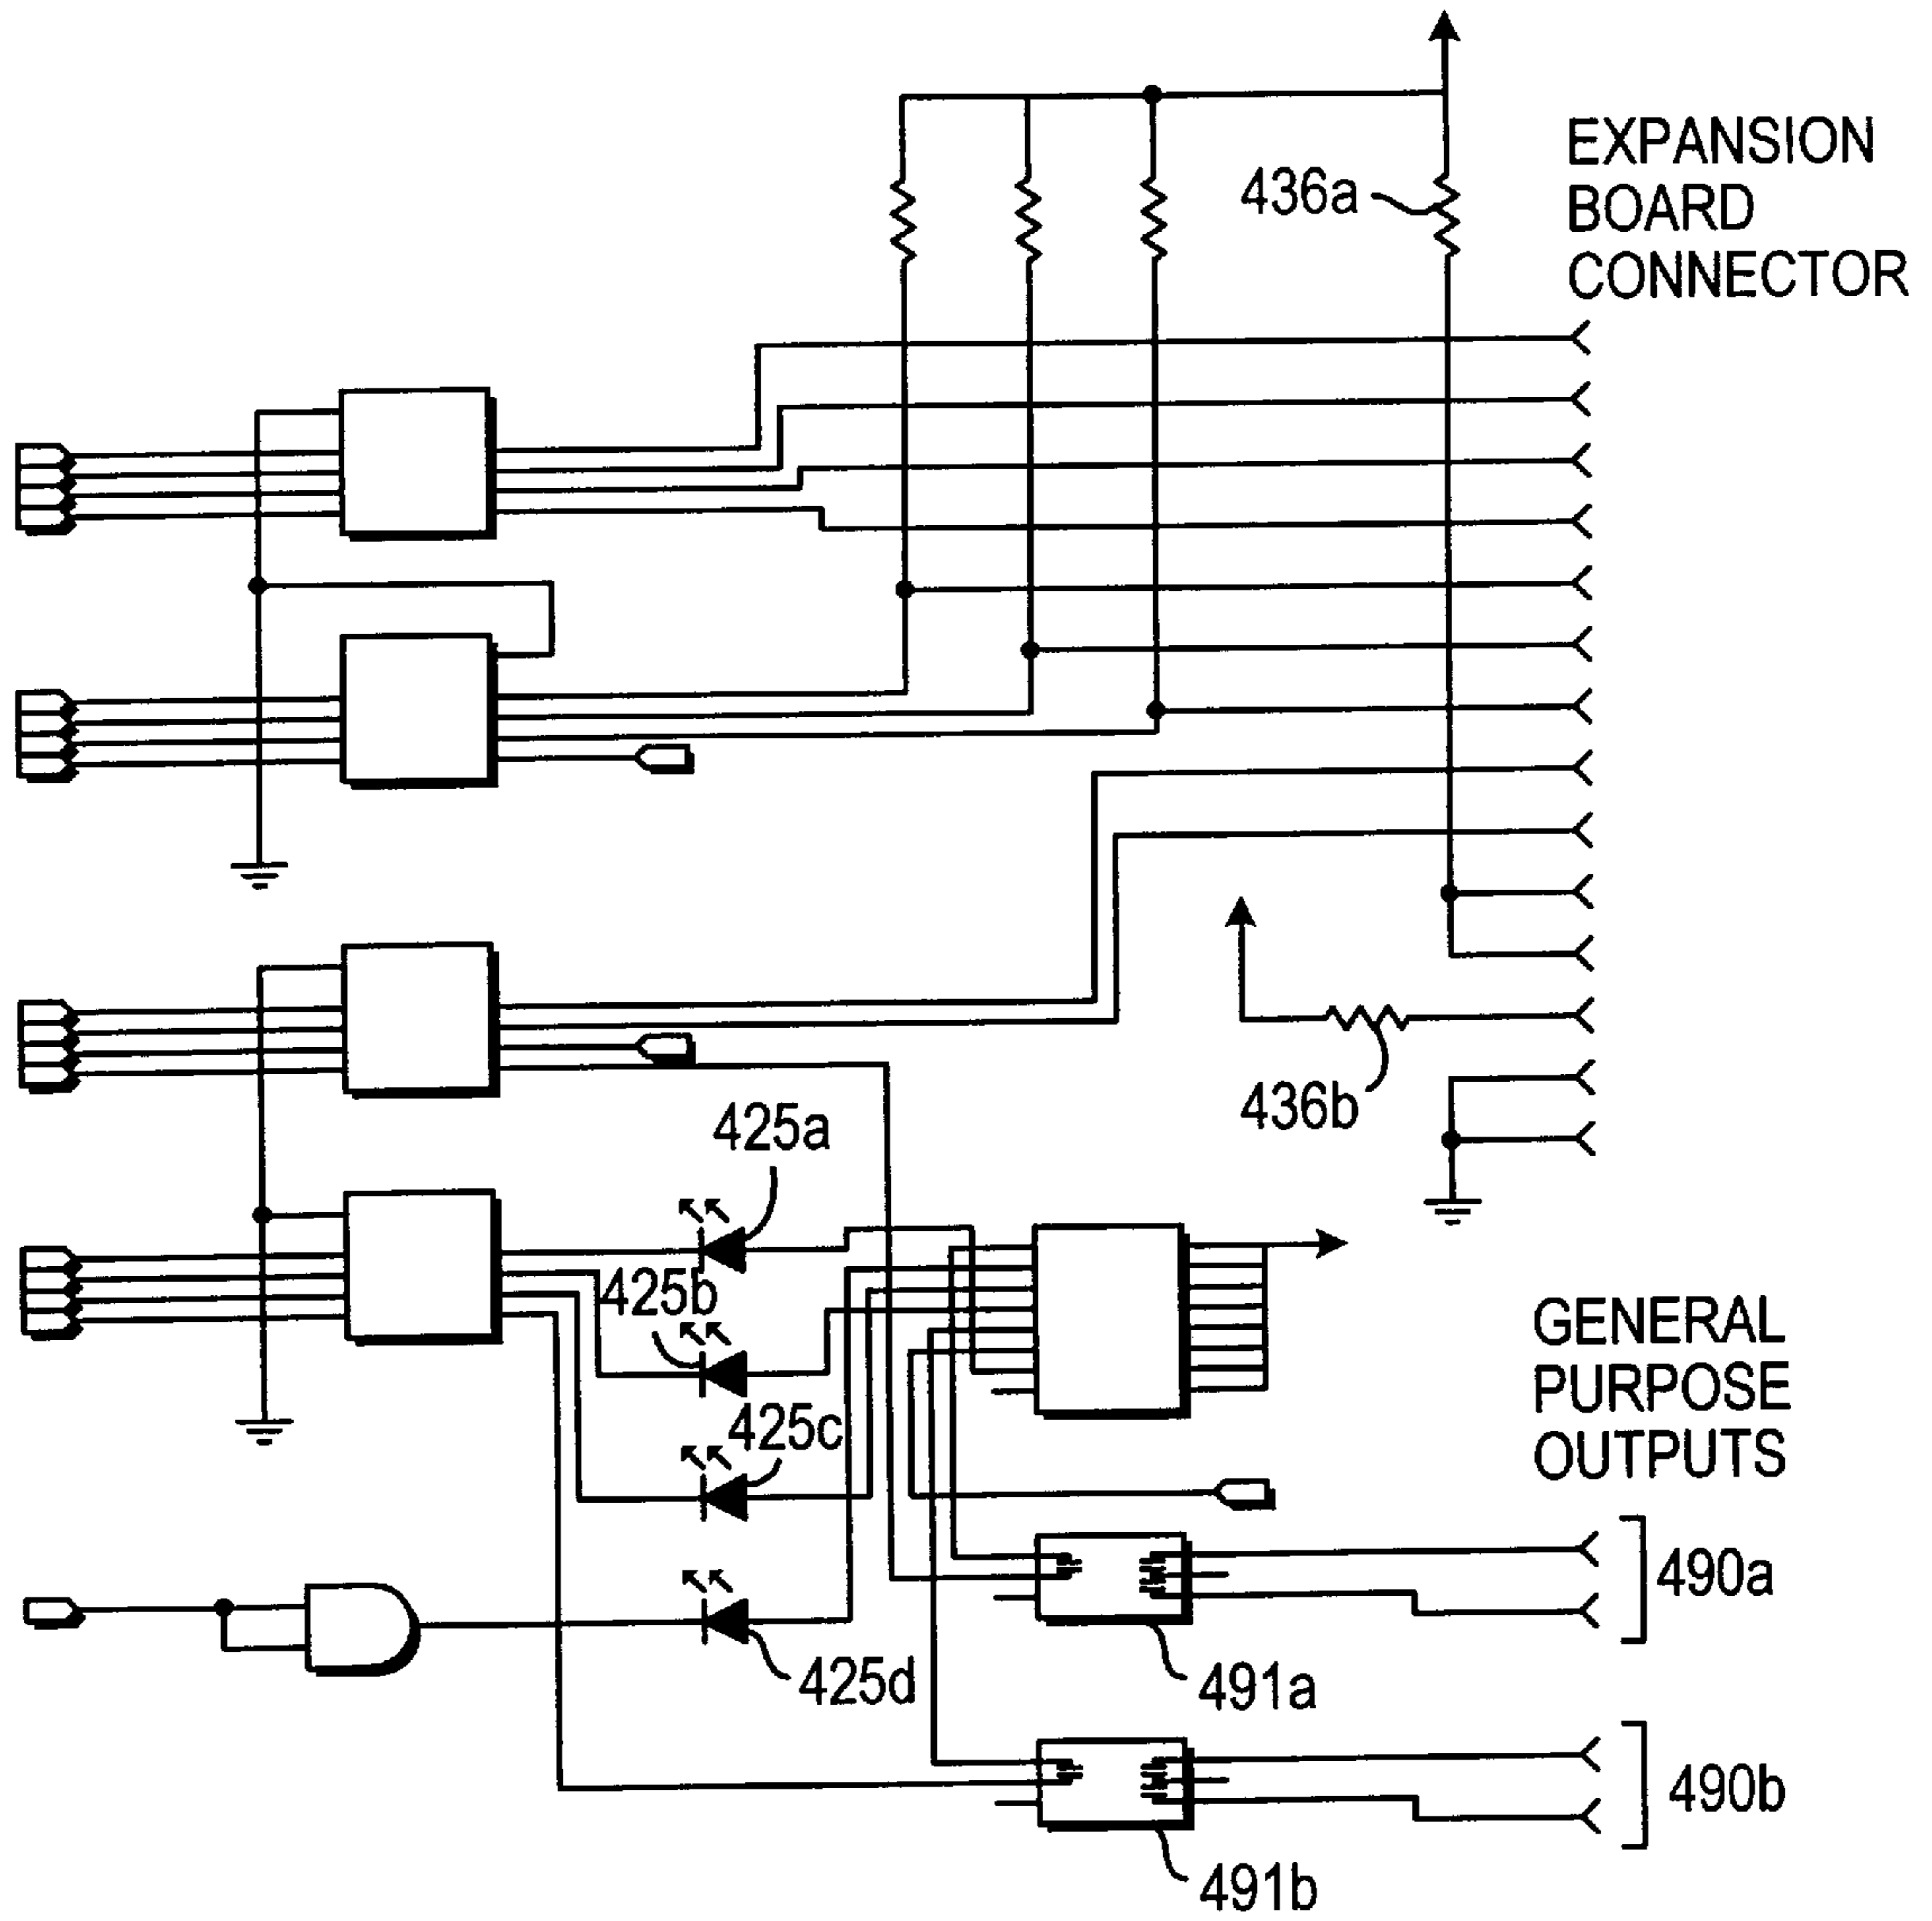 EXPANSION
BOARD
CONNECTOR
436a
436b
425a
425b
425c
425d
GENERAL
PURPOSE
OUTPUTS
490a
491a
490b
491b